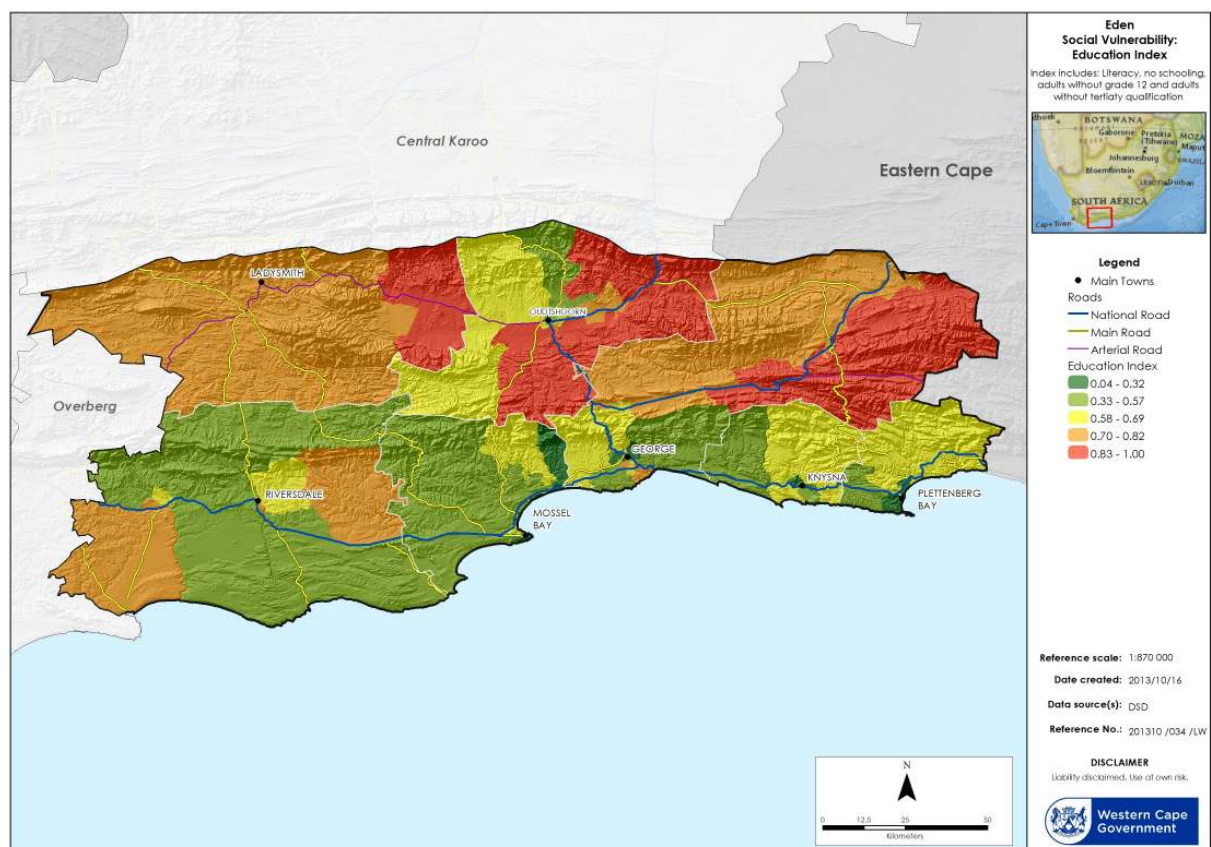 Central Karoo
Eastern Cape
Overberg
LADYSMITH
OUDTSHOORN
RIVERSDALE
MOSSEL
BAY
GEORGE
KNYSNA
PLETTENBERG
BAY
N
0 12,5 25 50
Kilometers
Eden
Social Vulnerability:
Education Index
Index includes: Literacy, no schooling,
adults without grade 12 and adults
without tertiaty qualification
BOTSWANA
Gaborone
Pretoria
(Tshwane)
MOZA
Maput
Johannesburg
SWAZIL
Bloemfontein
LESOTHO
Durban
SOUTH AFRICA
Cape Town
Legend
Main Towns
Roads
National Road
Main Road
Arterial Road
Education Index
0.04 - 0.32
0.33 - 0.57
0.58 - 0.69
0.70 - 0.82
0.83 - 1.00
Reference scale: 1:870 000
Date created: 2013/10/16
Data source(s): DSD
Reference No.: 201310 /034 /LW
DISCLAIMER
Liability disclaimed. Use at own risk.
Western Cape
Government